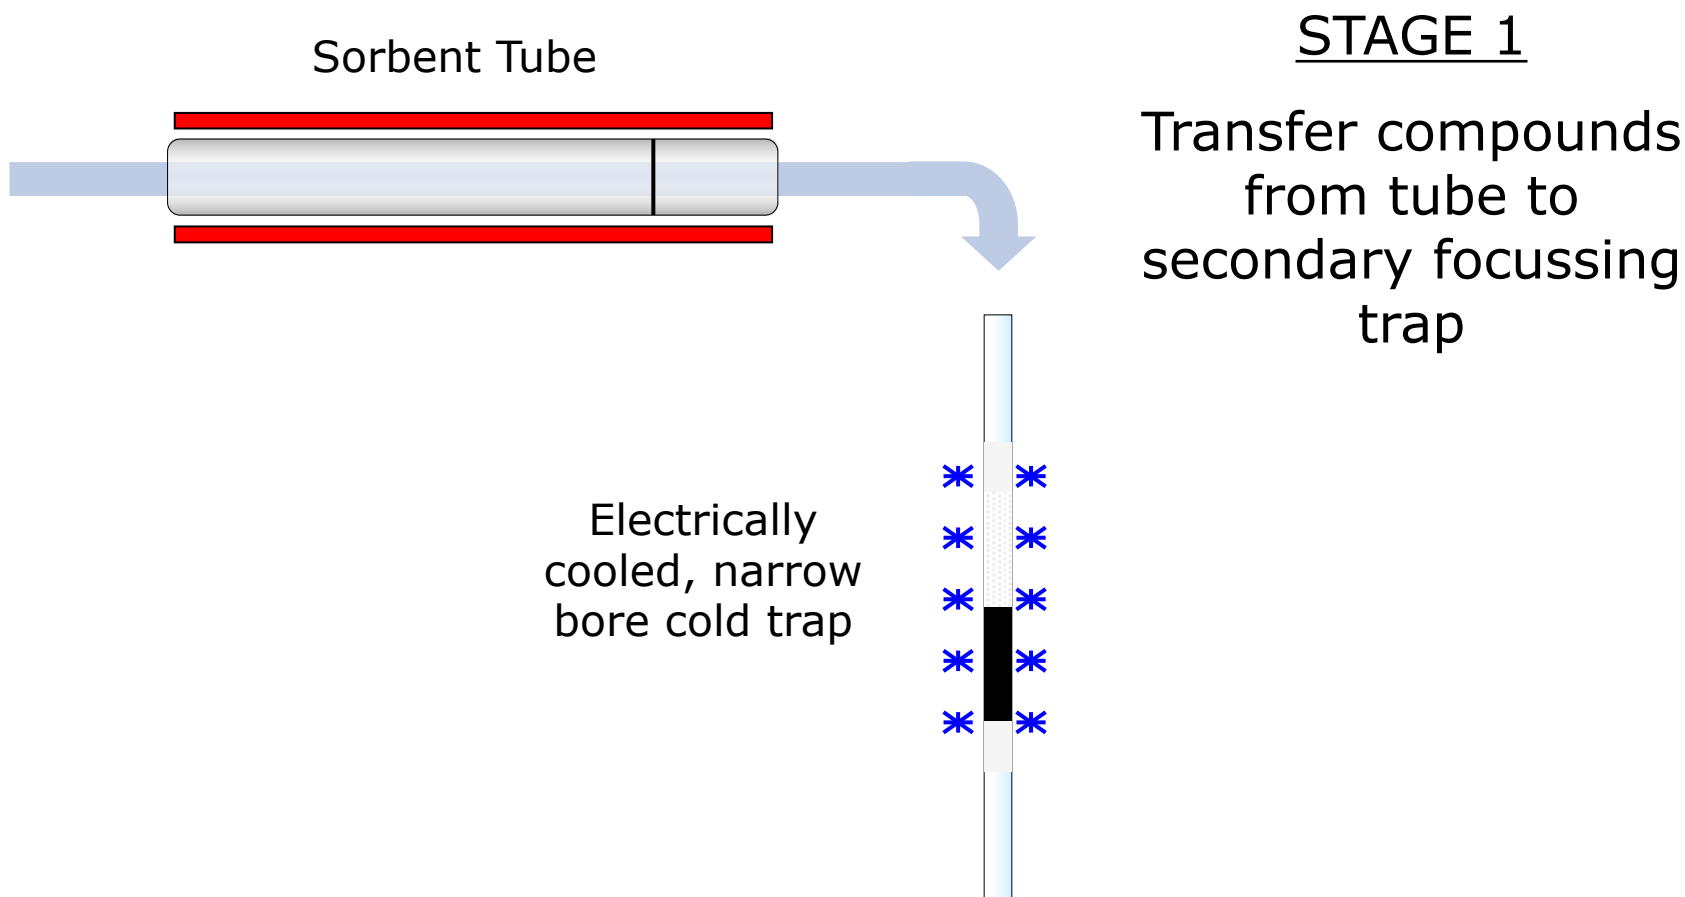 Sorbent Tube
STAGE 1
Transfer compounds
from tube to
secondary focussing
trap
Electrically
cooled, narrow
bore cold trap